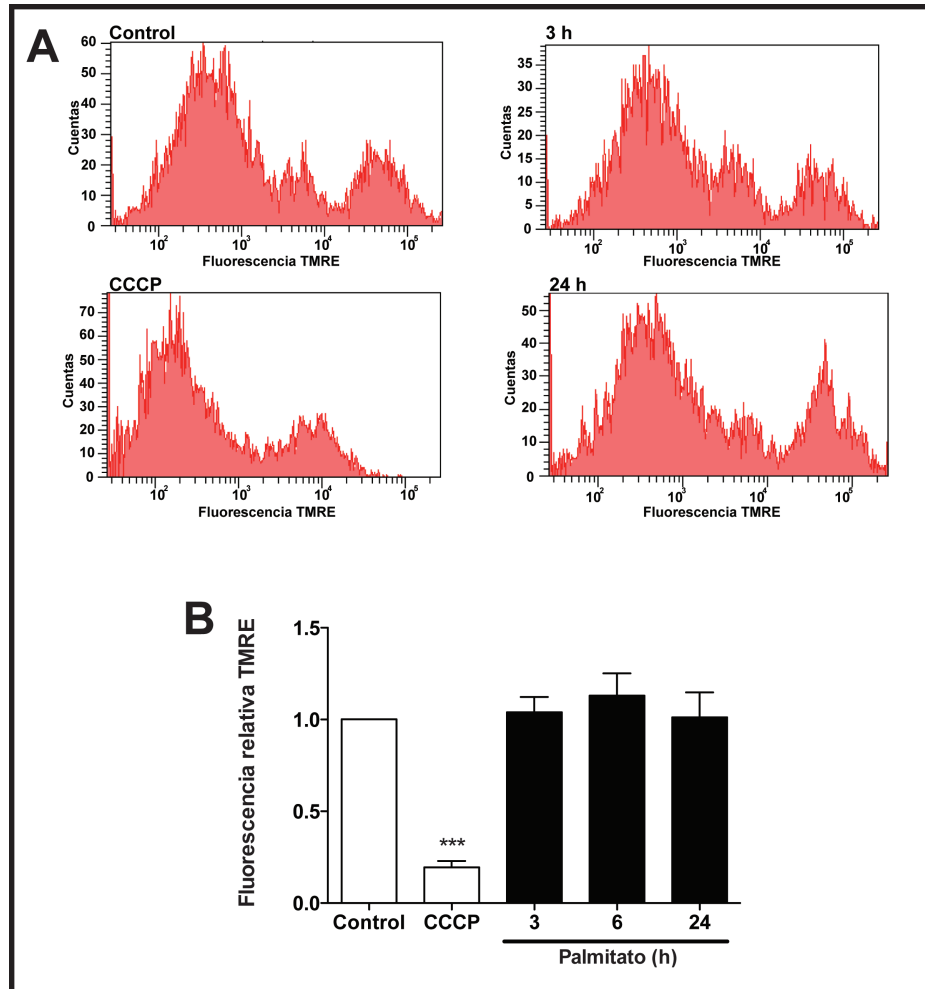 A
Control
Cuentas
60
50
40
30
20
10
0
10² 10³ 10⁴ 10⁵
Fluorescencia TMRE
3 h
Cuentas
35
30
25
20
15
10
5
0
10² 10³ 10⁴ 10⁵
Fluorescencia TMRE
CCCP
Cuentas
70
60
50
40
30
20
10
0
10² 10³ 10⁴ 10⁵
Fluorescencia TMRE
24 h
Cuentas
50
40
30
20
10
0
10² 10³ 10⁴ 10⁵
Fluorescencia TMRE
B
Fluorescencia relativa TMRE
1.5
1.0
0.5
0.0
***
Control CCCP 3 6 24
Palmitato (h)